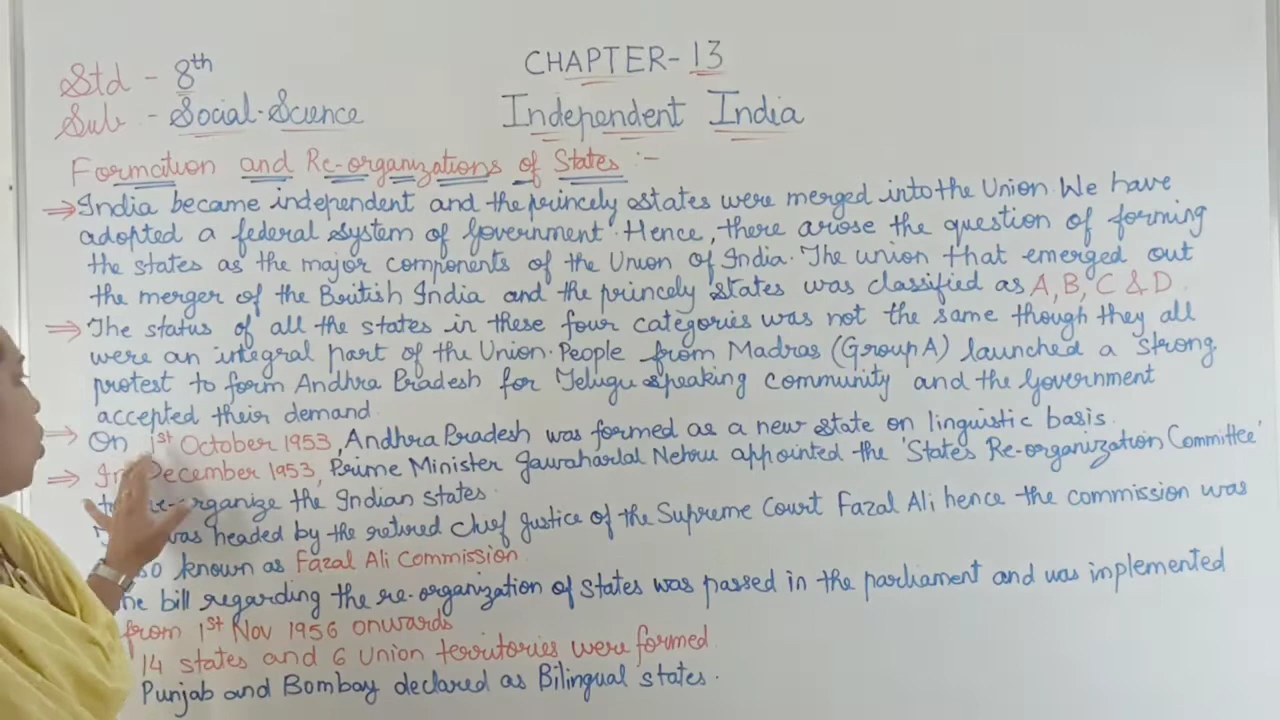 Std - 8th
Sub - Social-Science
CHAPTER-13
Independent India
Formation and Re-organizations of States :-
⇒ India became independent and the princely states were merged into the Union. We have
adopted a federal system of Government. Hence, there arose the question of forming
the states as the major components of the Union of India. The union that emerged out
the merger of the British India and the princely states was classified as A, B, C & D.
⇒ The status of all the states in these four categories was not the same though they all
were an integral part of the Union. People from Madras (Group A) launched a strong
protest to form Andhra Pradesh for Telugu speaking community and the Government
accepted their demand.
⇒ On 1st October 1953, Andhra Pradesh was formed as a new state on linguistic basis.
⇒ In December 1953, Prime Minister Jawaharlal Nehru appointed the 'States Re-organization Committee'
re-organize the Indian states.
was headed by the retired Chief Justice of the Supreme Court Fazal Ali hence the commission was
known as Fazal Ali Commission
bill regarding the re-organization of states was passed in the parliament and was implemented
from 1st Nov 1956 onwards
14 states and 6 Union territories were formed.
Punjab and Bombay declared as Bilingual states.